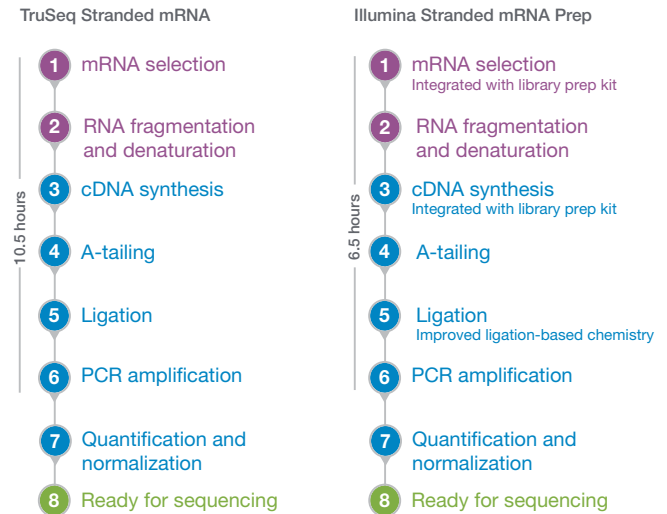 TruSeq Stranded mRNA
10.5 hours
1 mRNA selection
2 RNA fragmentation
and denaturation
3 cDNA synthesis
4 A-tailing
5 Ligation
6 PCR amplification
7 Quantification and
normalization
8 Ready for sequencing
Illumina Stranded mRNA Prep
6.5 hours
1 mRNA selection
Integrated with library prep kit
2 RNA fragmentation
and denaturation
3 cDNA synthesis
Integrated with library prep kit
4 A-tailing
5 Ligation
Improved ligation-based chemistry
6 PCR amplification
7 Quantification and
normalization
8 Ready for sequencing